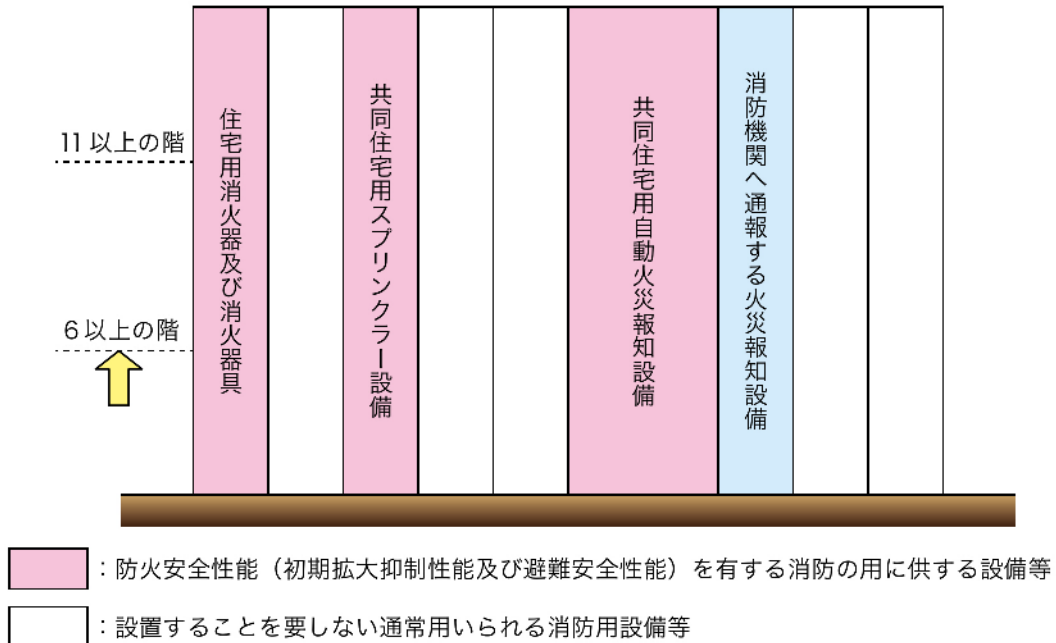 11以上の階
6以上の階
住宅用消火器及び消火器具
共同住宅用スプリンクラー設備
共同住宅用自動火災報知設備
消防機関へ通報する火災報知設備
：防火安全性能（初期拡大抑制性能及び避難安全性能）を有する消防の用に供する設備等
：設置することを要しない通常用いられる消防用設備等